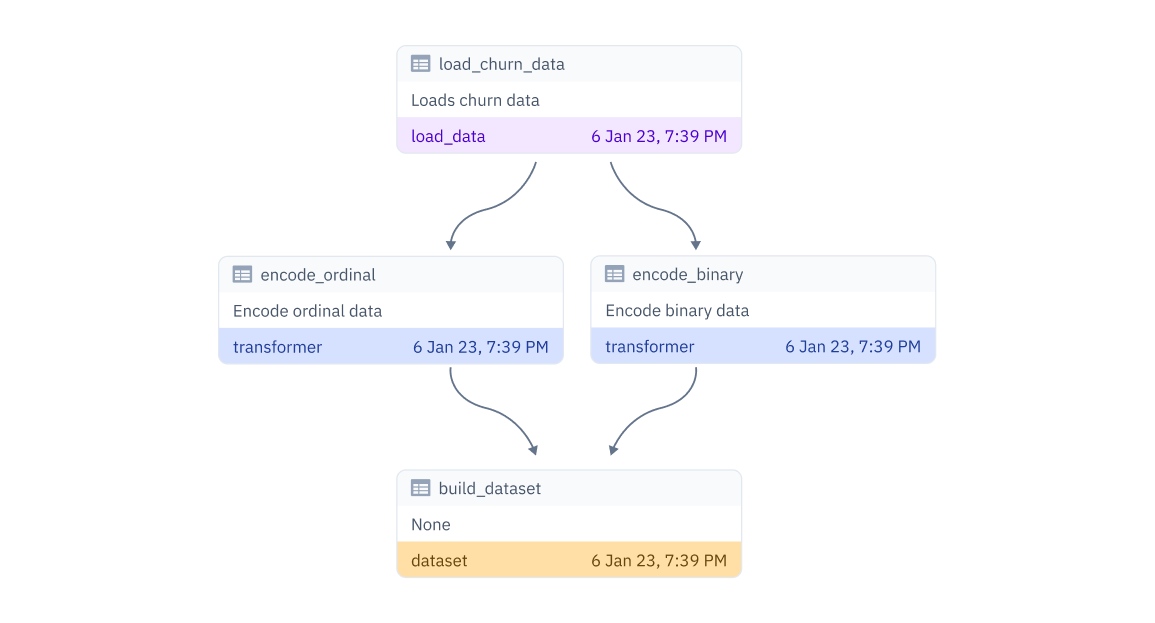 load_churn_data
Loads churn data
load_data 6 Jan 23, 7:39 PM
encode_ordinal
Encode ordinal data
transformer 6 Jan 23, 7:39 PM
encode_binary
Encode binary data
transformer 6 Jan 23, 7:39 PM
build_dataset
None
dataset 6 Jan 23, 7:39 PM